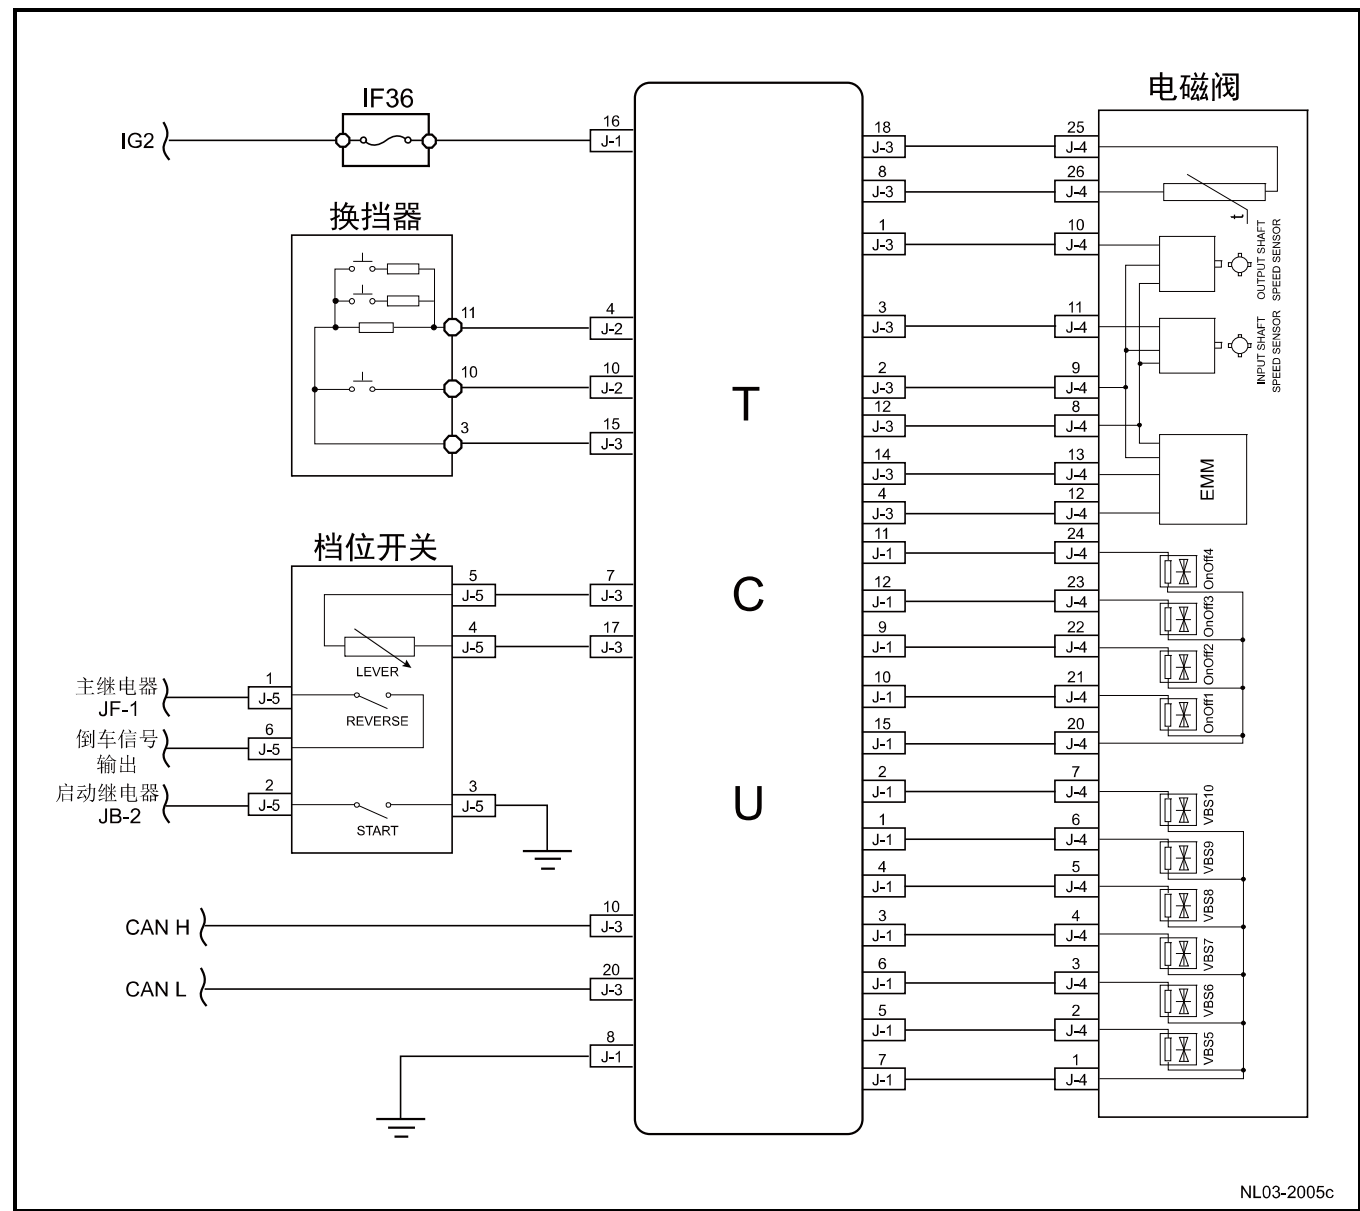 IF36
IG2
16
J-1
换挡器
11
4
J-2
10
10
J-2
3
15
J-3
档位开关
5
J-5
7
J-3
4
J-5
17
J-3
LEVER
主继电器
JF-1
1
J-5
REVERSE
倒车信号
输出
6
J-5
启动继电器
JB-2
2
J-5
START
3
J-5
CAN H
10
J-3
CAN L
20
J-3
8
J-1
T
C
U
电磁阀
18
J-3
25
J-4
8
J-3
26
J-4
t
1
J-3
10
J-4
OUTPUT SHAFT
SPEED SENSOR
3
J-3
11
J-4
INPUT SHAFT
SPEED SENSOR
2
J-3
9
J-4
12
J-3
8
J-4
14
J-3
13
J-4
EMM
4
J-3
12
J-4
11
J-1
24
J-4
OnOff4
12
J-1
23
J-4
OnOff3
9
J-1
22
J-4
OnOff2
10
J-1
21
J-4
OnOff1
15
J-1
20
J-4
2
J-1
7
J-4
VBS10
1
J-1
6
J-4
VBS9
4
J-1
5
J-4
VBS8
3
J-1
4
J-4
VBS7
6
J-1
3
J-4
VBS6
5
J-1
2
J-4
VBS5
7
J-1
1
J-4
NL03-2005c